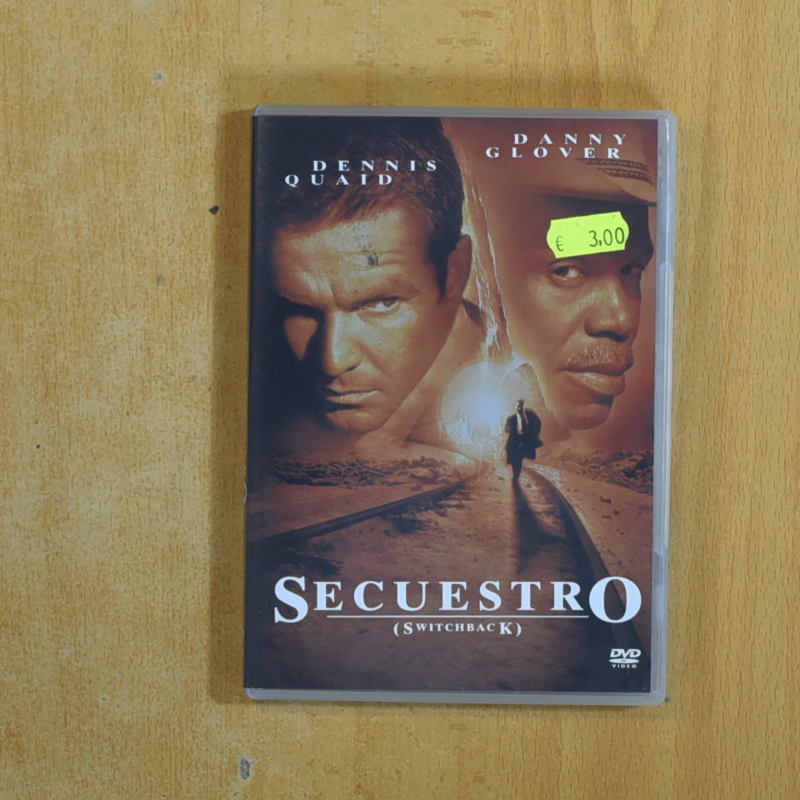 DANNY
GLOVER
DENNIS
QUAID
€ 3,00
SECUESTRO
(SWITCHBACK)
DVD
VIDEO